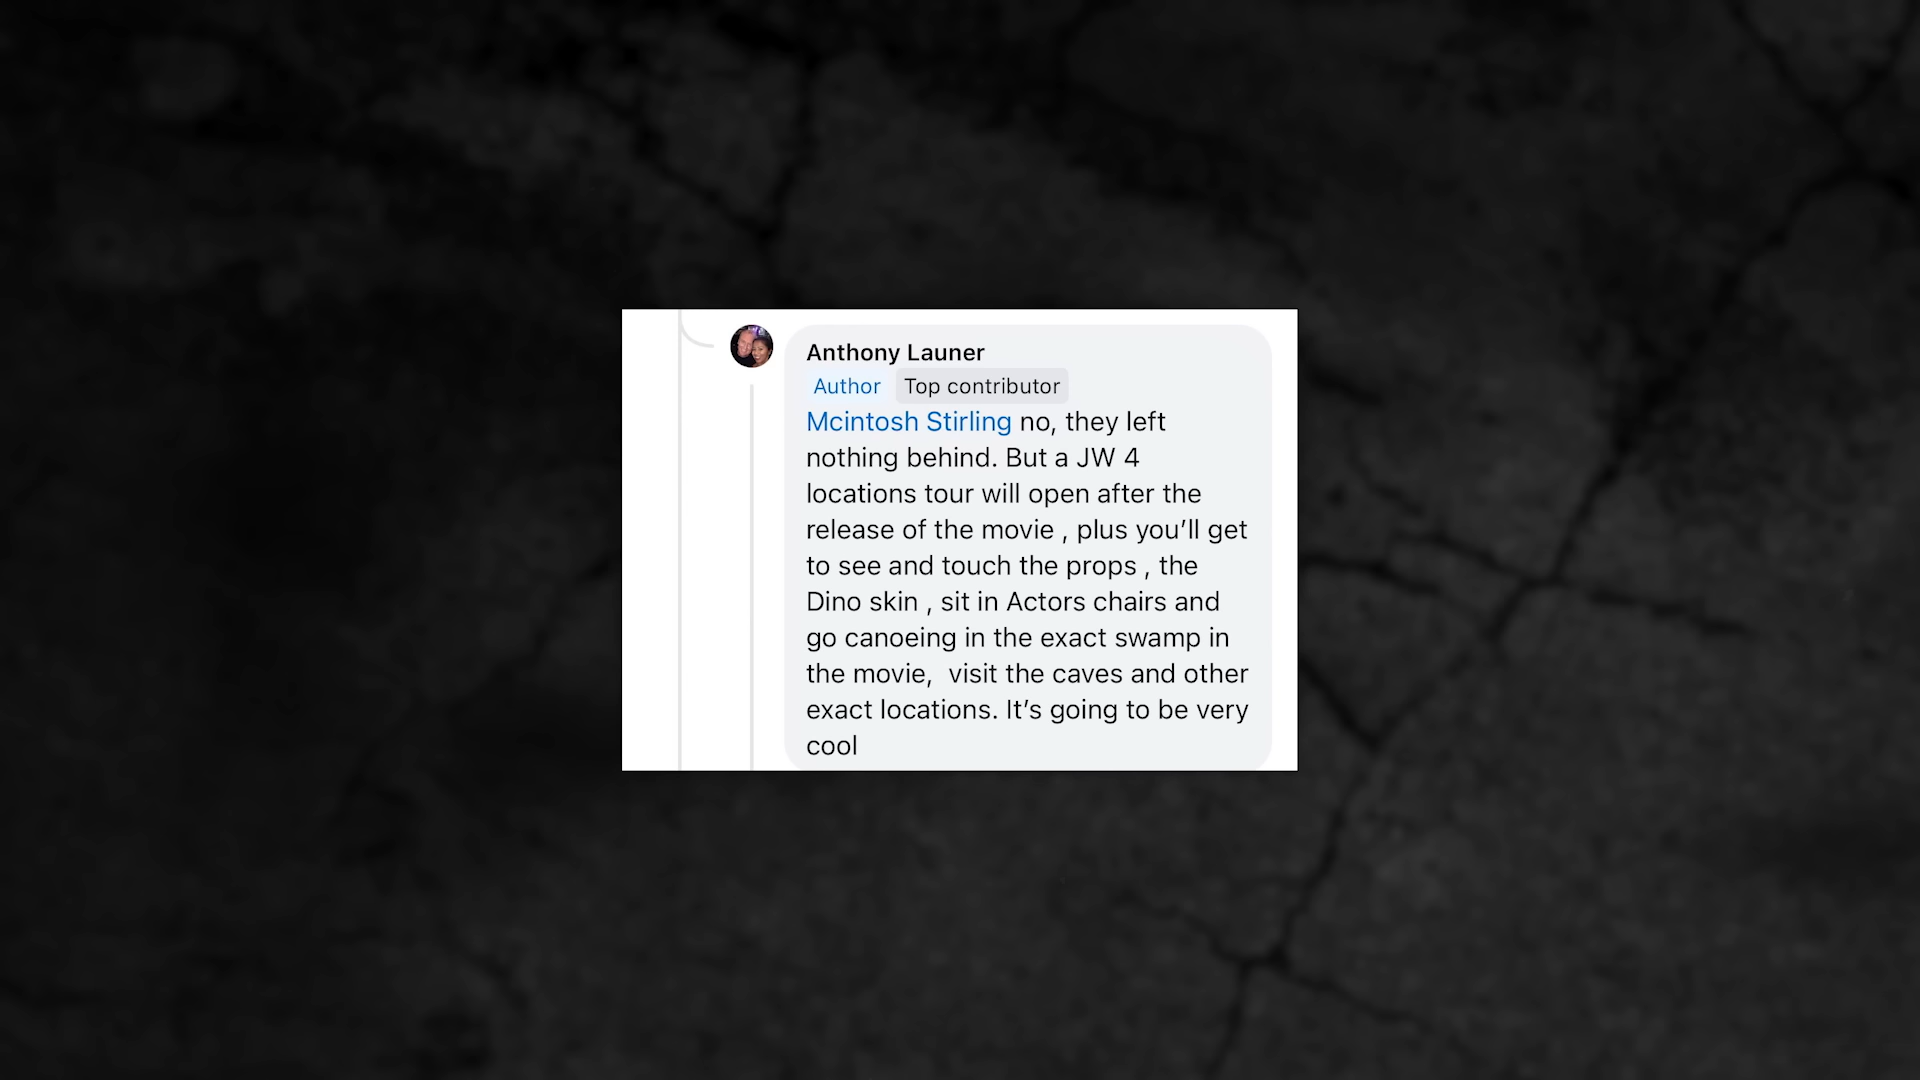 Anthony Launer
Author Top contributor
Mcintosh Stirling no, they left
nothing behind. But a JW 4
locations tour will open after the
release of the movie , plus you’ll get
to see and touch the props , the
Dino skin , sit in Actors chairs and
go canoeing in the exact swamp in
the movie,  visit the caves and other
exact locations. It’s going to be very
cool